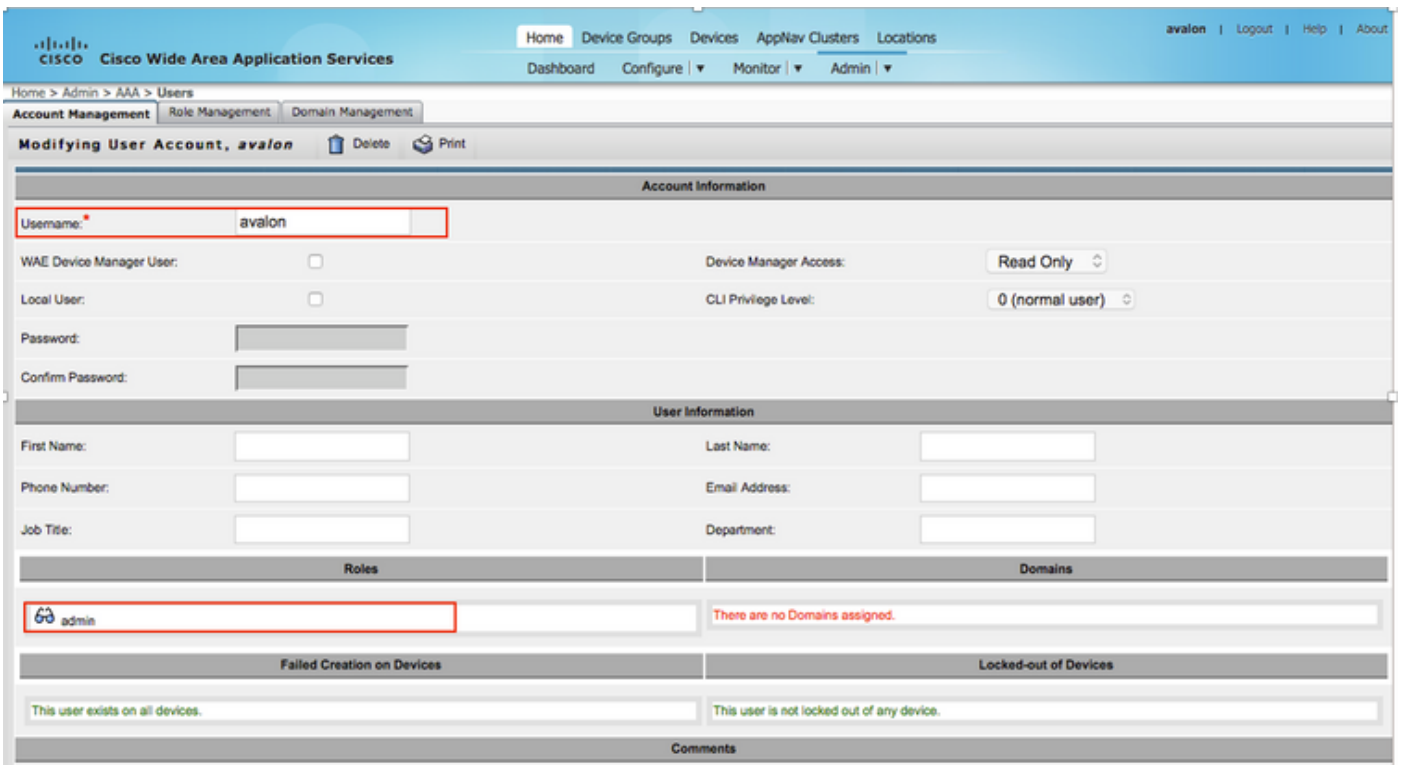 Home Device Groups Devices AppNav Clusters Locations
avalon | Logout | Help | About
CISCO Cisco Wide Area Application Services
Dashboard Configure | ▼ Monitor | ▼ Admin | ▼
Home > Admin > AAA > Users
Account Management Role Management Domain Management
Modifying User Account, avalon Delete Print
Account Information
Username:* avalon
WAE Device Manager User: Device Manager Access: Read Only
Local User: CLI Privilege Level: 0 (normal user)
Password:
Confirm Password:
User Information
First Name: Last Name:
Phone Number: Email Address:
Job Title: Department:
Roles Domains
admin There are no Domains assigned.
Failed Creation on Devices Locked-out of Devices
This user exists on all devices. This user is not locked out of any device.
Comments